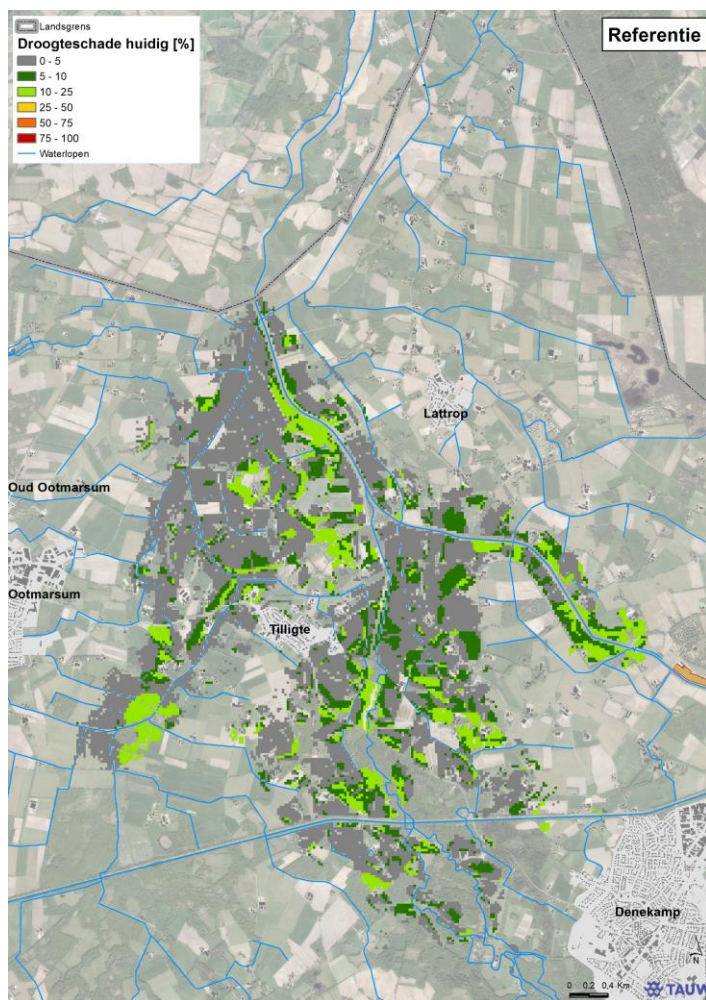 Landsgrens
Droogteschade huidig [%]
0 - 5
5 - 10
10 - 25
25 - 50
50 - 75
75 - 100
Waterlopen
Referentie
Lattrop
Oud Ootmarsum
Ootmarsum
Tilligte
Denekamp
N
0 0,2 0,4 Km
TAUW